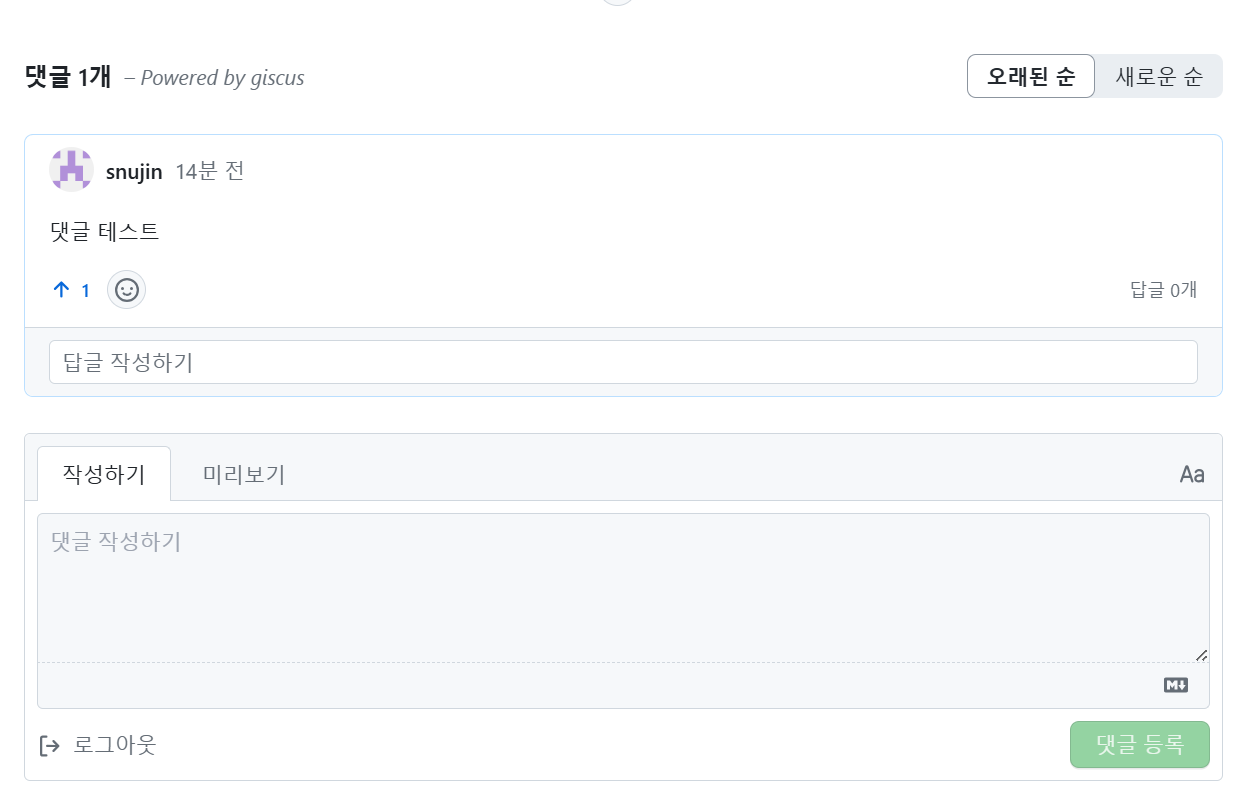 댓글 1개 – Powered by giscus
오래된 순 새로운 순
snujin 14분 전
댓글 테스트
1
답글 0개
답글 작성하기
작성하기 미리보기 Aa
댓글 작성하기
M
로그아웃
댓글 등록